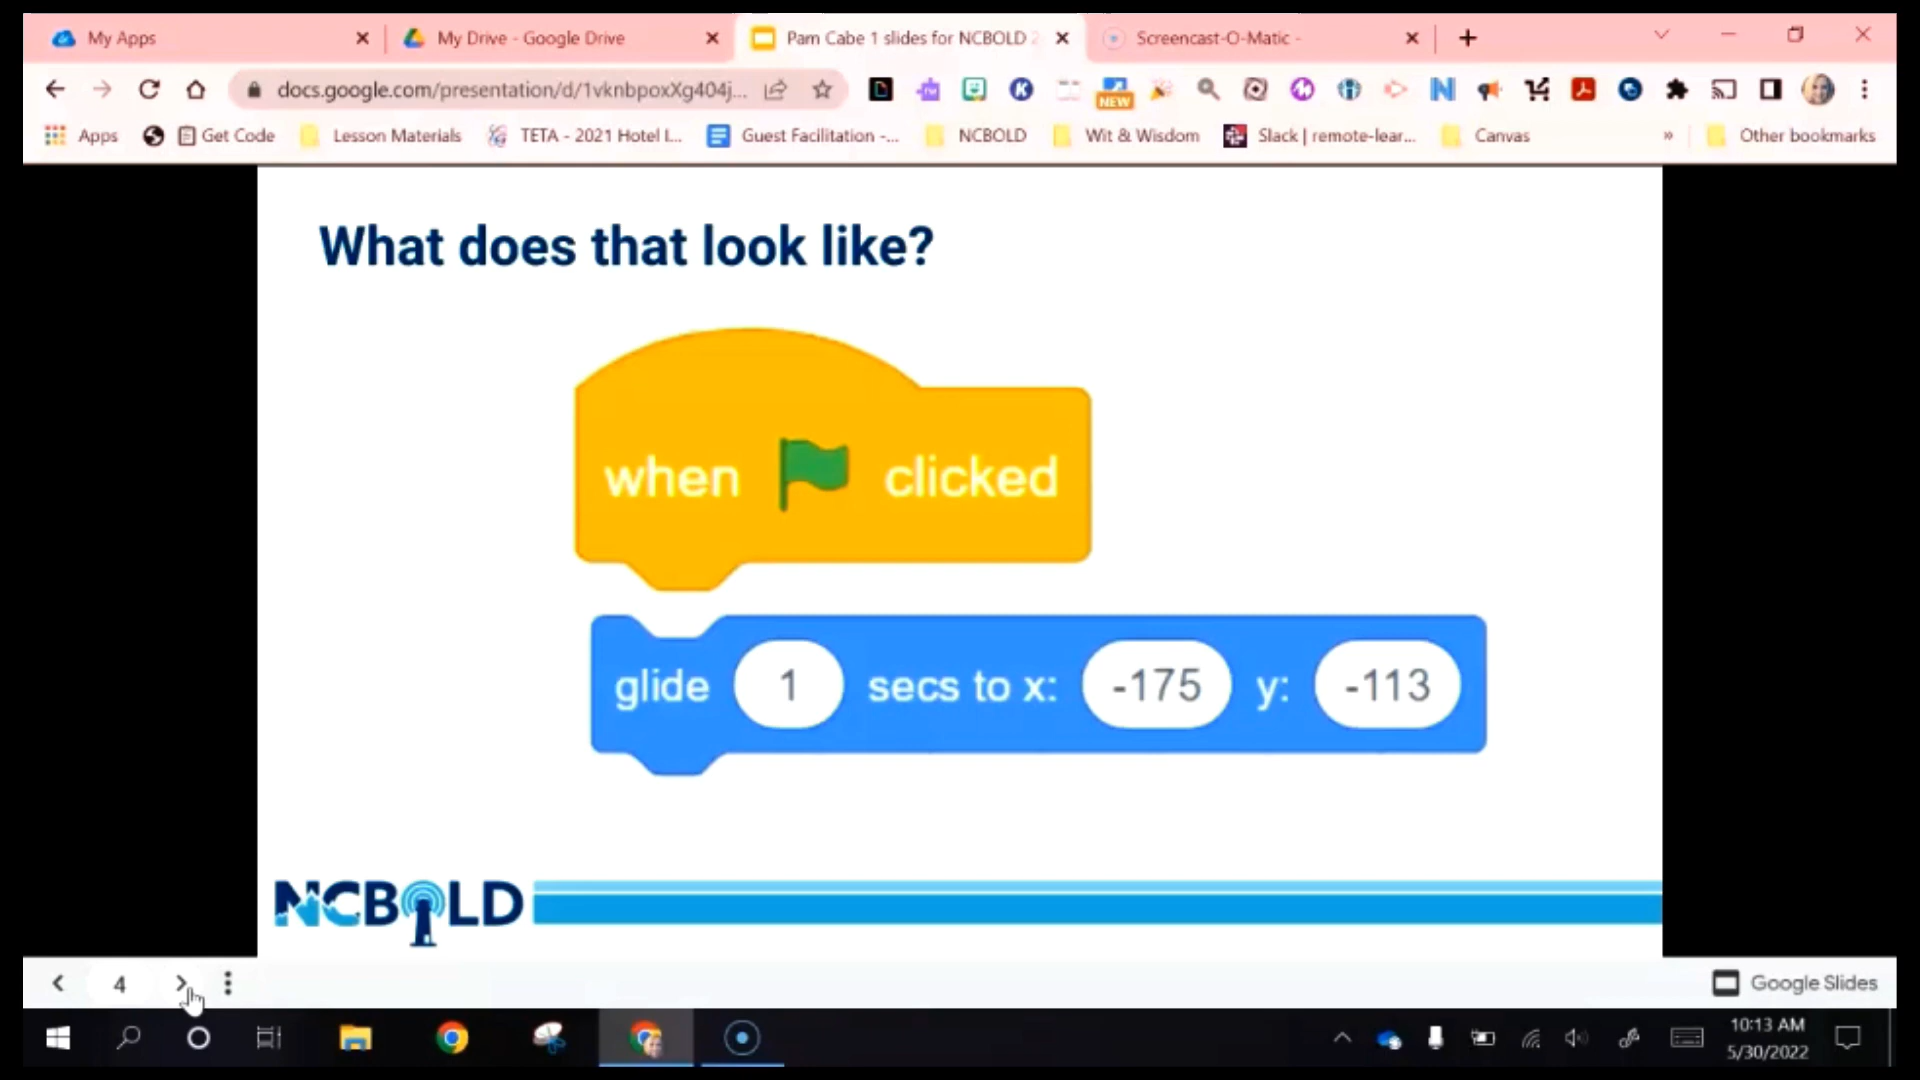 My Apps
My Drive - Google Drive
Pam Cabe 1 slides for NCBOLD 2
Screencast-O-Matic -
docs.google.com/presentation/d/1vknbpoxXg404j...
NEW
Apps
Get Code
Lesson Materials
TETA - 2021 Hotel I...
Guest Facilitation -...
NCBOLD
Wit & Wisdom
Slack | remote-lear...
Canvas
»
Other bookmarks
What does that look like?
when clicked
glide 1 secs to x: -175 y: -113
NCBOLD
4
Google Slides
10:13 AM
5/30/2022